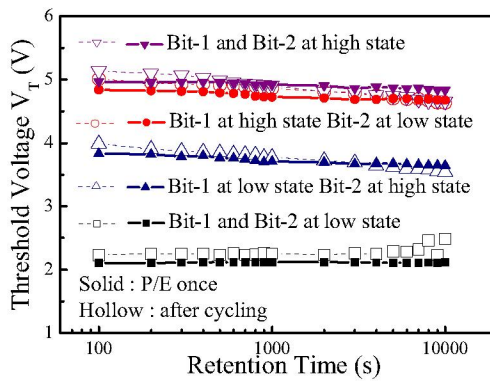 6
Bit-1 and Bit-2 at high state
5
Bit-1 at high state Bit-2 at low state
4
Bit-1 at low state Bit-2 at high state
3
Bit-1 and Bit-2 at low state
2
Solid : P/E once
Hollow : after cycling
1
100 1000 10000
Retention Time (s)
Threshold Voltage VT (V)